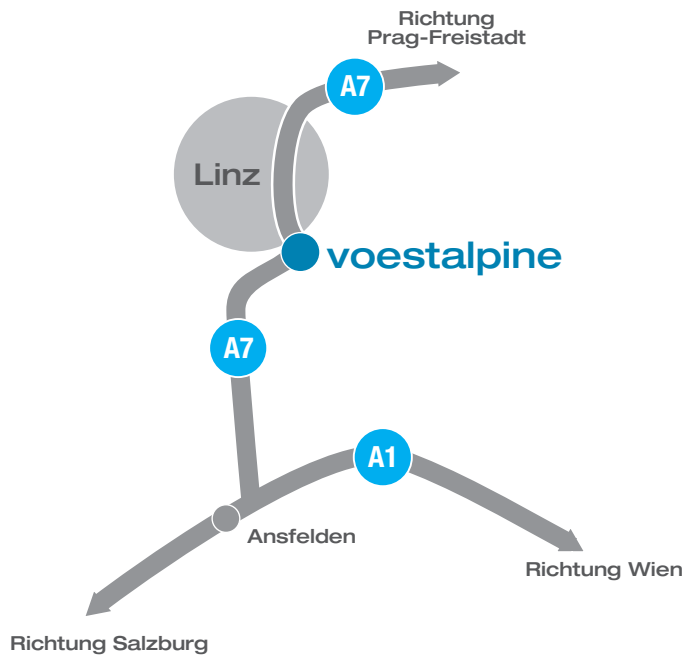 Richtung
Prag-Freistadt
A7
Linz
voestalpine
A7
A1
Ansfelden
Richtung Wien
Richtung Salzburg